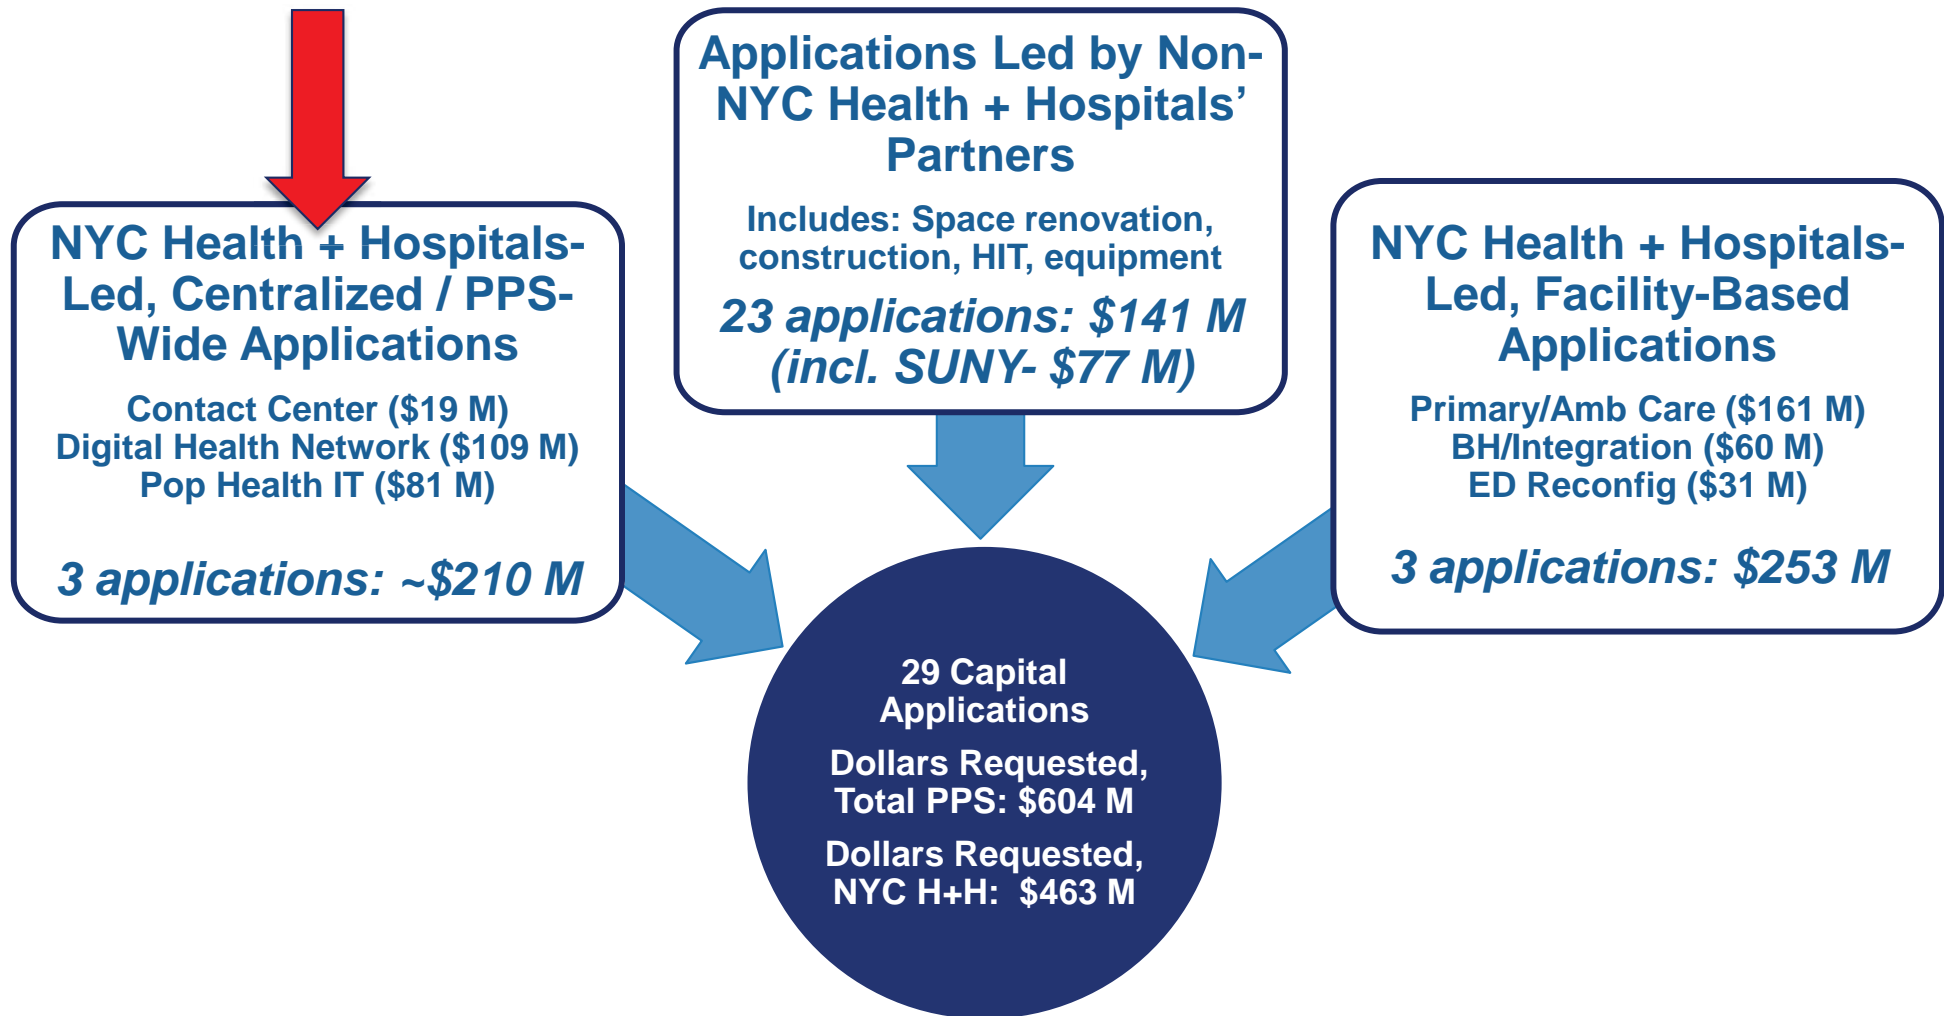 NYC Health + Hospitals-
Led, Centralized / PPS-
Wide Applications
Contact Center ($19 M)
Digital Health Network ($109 M)
Pop Health IT ($81 M)
3 applications: ~$210 M
Applications Led by Non-
NYC Health + Hospitals’
Partners
Includes: Space renovation,
construction, HIT, equipment
23 applications: $141 M
(incl. SUNY- $77 M)
NYC Health + Hospitals-
Led, Facility-Based
Applications
Primary/Amb Care ($161 M)
BH/Integration ($60 M)
ED Reconfig ($31 M)
3 applications: $253 M
29 Capital
Applications
Dollars Requested,
Total PPS: $604 M
Dollars Requested,
NYC H+H:  $463 M